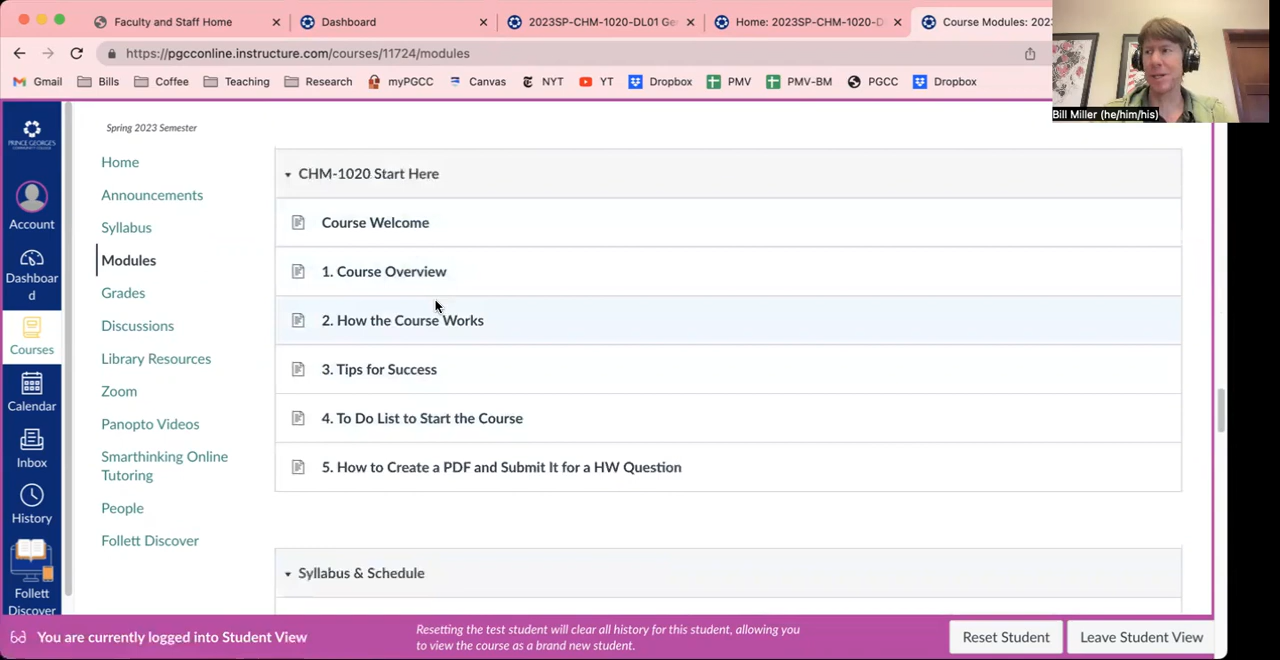 Faculty and Staff Home
Dashboard
2023SP-CHM-1020-DL01 Ge
Home: 2023SP-CHM-1020-D
Course Modules: 202
https://pgcconline.instructure.com/courses/11724/modules
Gmail Bills Coffee Teaching Research myPGCC Canvas NYT YT Dropbox PMV PMV-BM PGCC Dropbox
Bill Miller (he/him/his)
PRINCE GEORGE'S
COMMUNITY COLLEGE
Account
Dashboar
d
Courses
Calendar
Inbox
History
Follett
Discover
Spring 2023 Semester
Home
Announcements
Syllabus
Modules
Grades
Discussions
Library Resources
Zoom
Panopto Videos
Smarthinking Online
Tutoring
People
Follett Discover
CHM-1020 Start Here
Course Welcome
1. Course Overview
2. How the Course Works
3. Tips for Success
4. To Do List to Start the Course
5. How to Create a PDF and Submit It for a HW Question
Syllabus & Schedule
You are currently logged into Student View
Resetting the test student will clear all history for this student, allowing
you to view the course as a brand new student.
Reset Student
Leave Student View